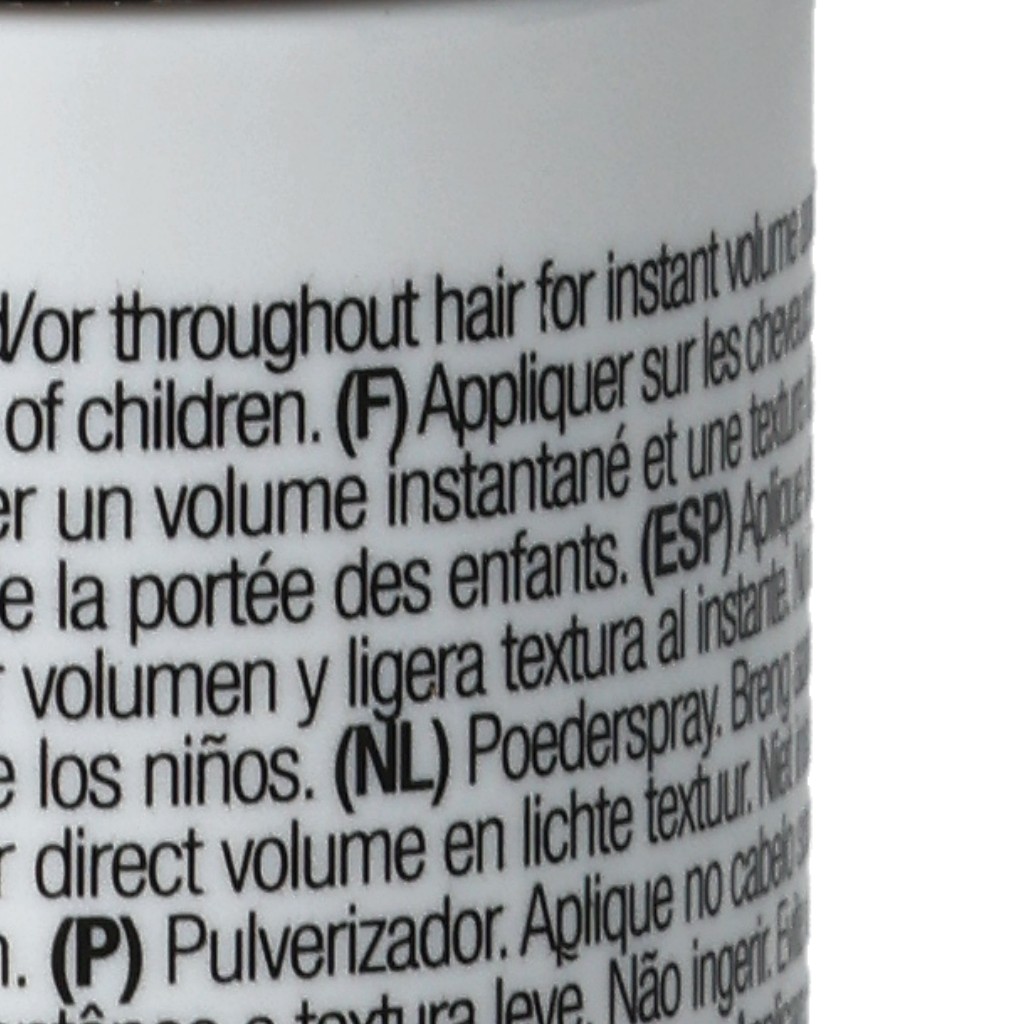 /or throughout hair for instant volume
of children. (F) Appliquer sur les cheveux
er un volume instantané et une texture
e la portée des enfants. (ESP) Aplique
volumen y ligera textura al instante.
e los niños. (NL) Poederspray. Breng
r direct volume en lichte textuur. Niet
n. (P) Pulverizador. Aplique no cabelo
e textura leve. Não ingerir.